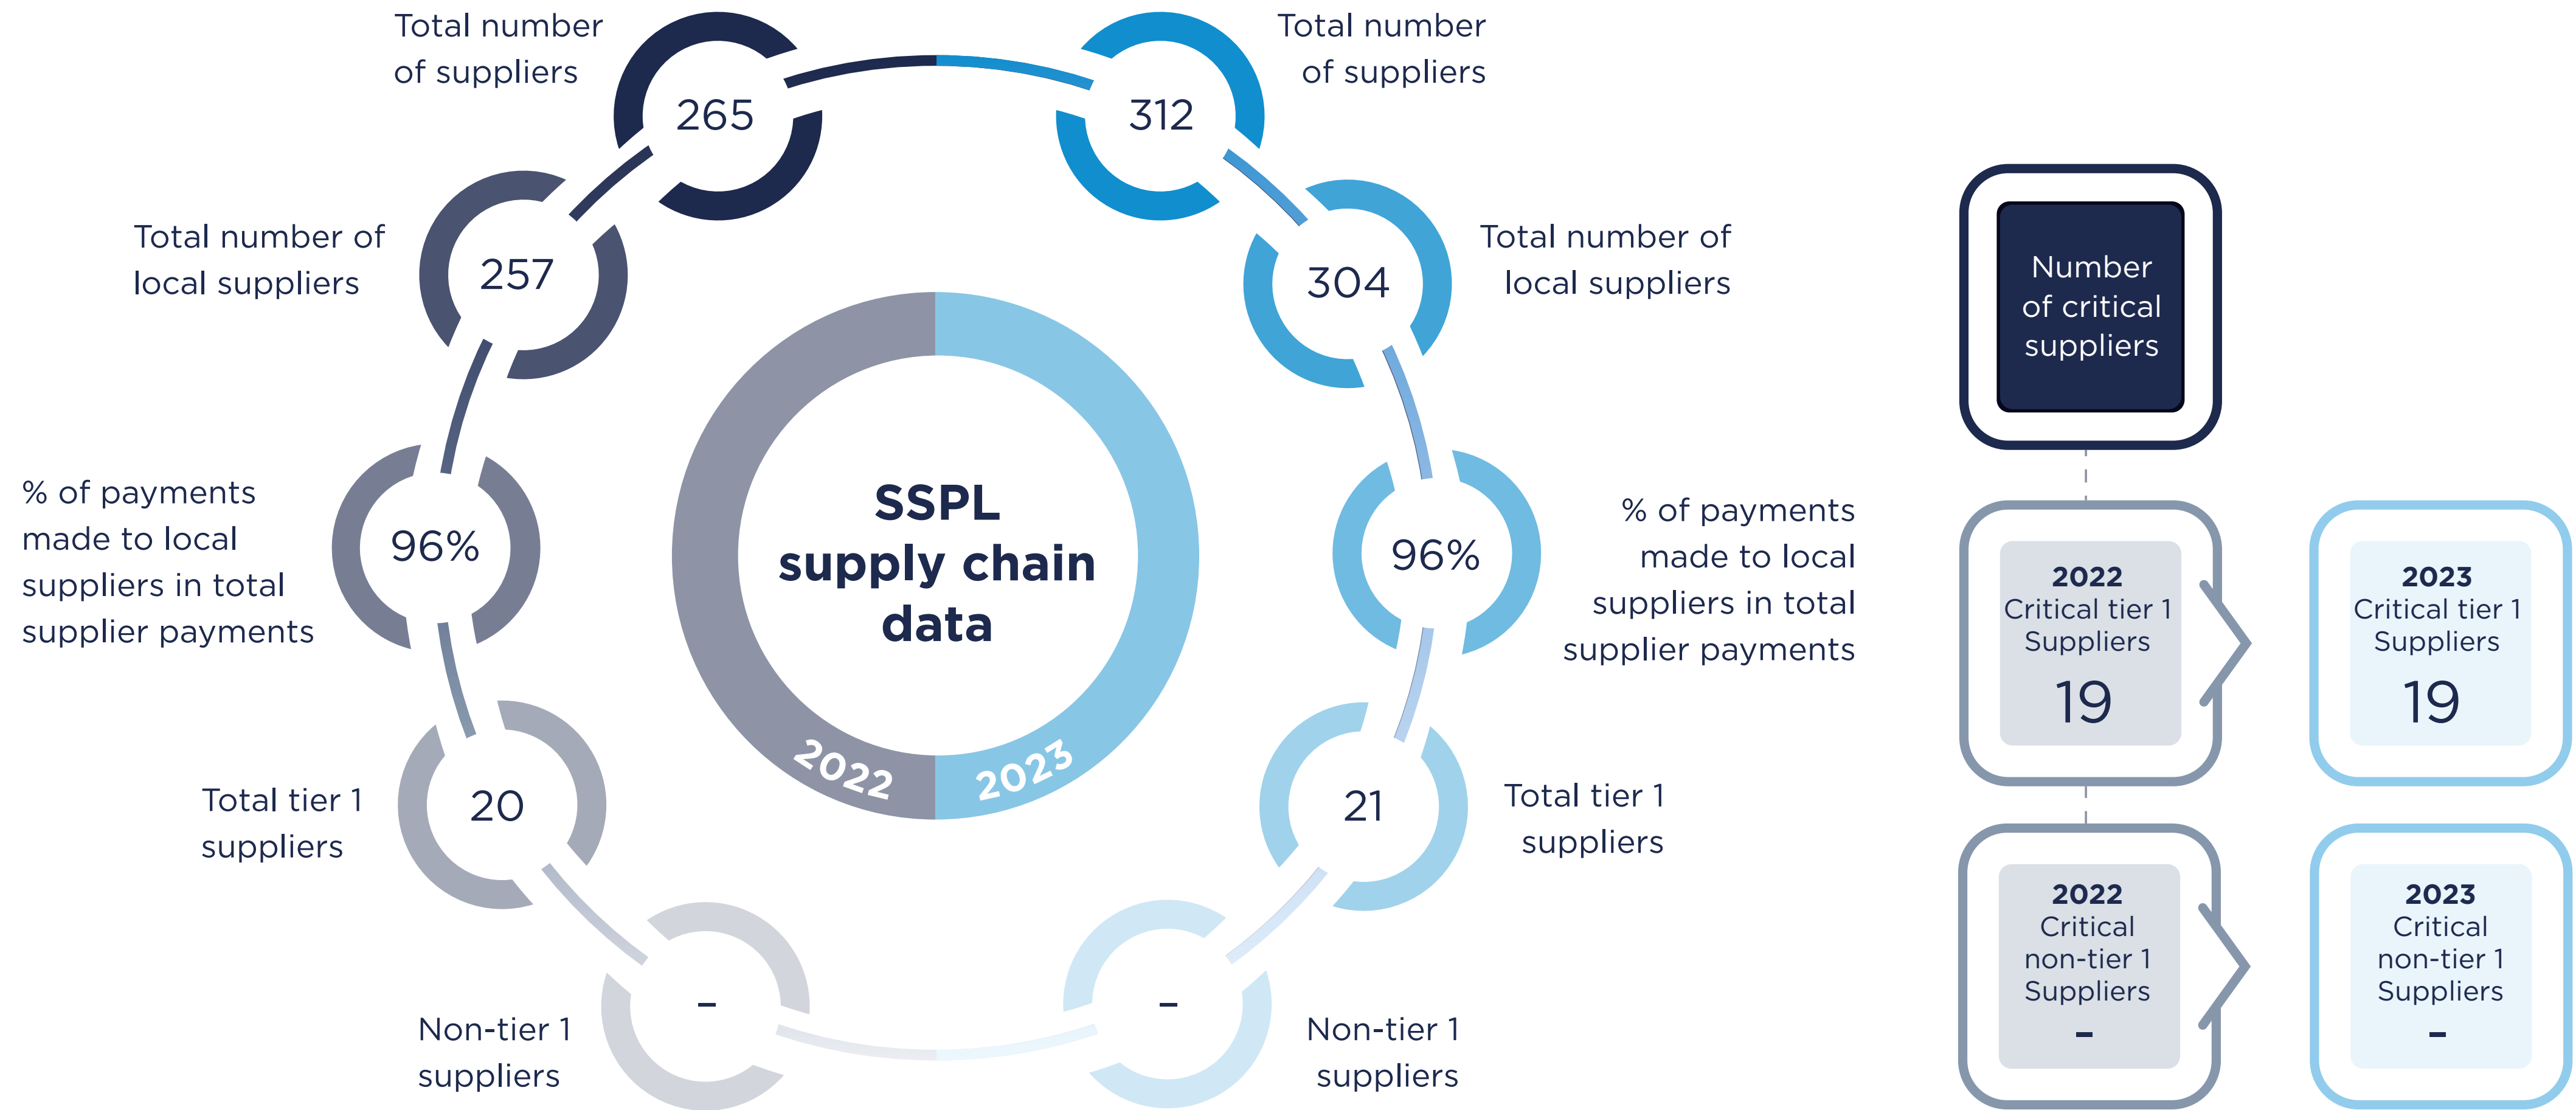 Total number
of suppliers
265
Total number of
local suppliers
257
% of payments
made to local
suppliers in total
supplier payments
96%
Total tier 1
suppliers
20
Non-tier 1
suppliers
–
SSPL
supply chain
data
2022
2023
Total number
of suppliers
312
Total number of
local suppliers
304
% of payments
made to local
suppliers in total
supplier payments
96%
Total tier 1
suppliers
21
Non-tier 1
suppliers
–
Number
of critical
suppliers
2022
Critical tier 1
Suppliers
19
2023
Critical tier 1
Suppliers
19
2022
Critical
non-tier 1
Suppliers
–
2023
Critical
non-tier 1
Suppliers
–